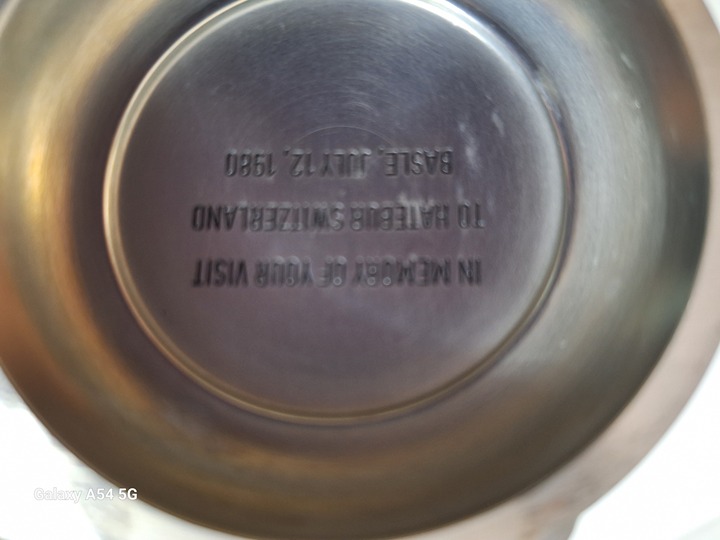 IN MEMORY OF YOUR VISIT
TO HATEBUR SWITZERLAND
BASLE, JULY 12, 1980
Galaxy A54 5G